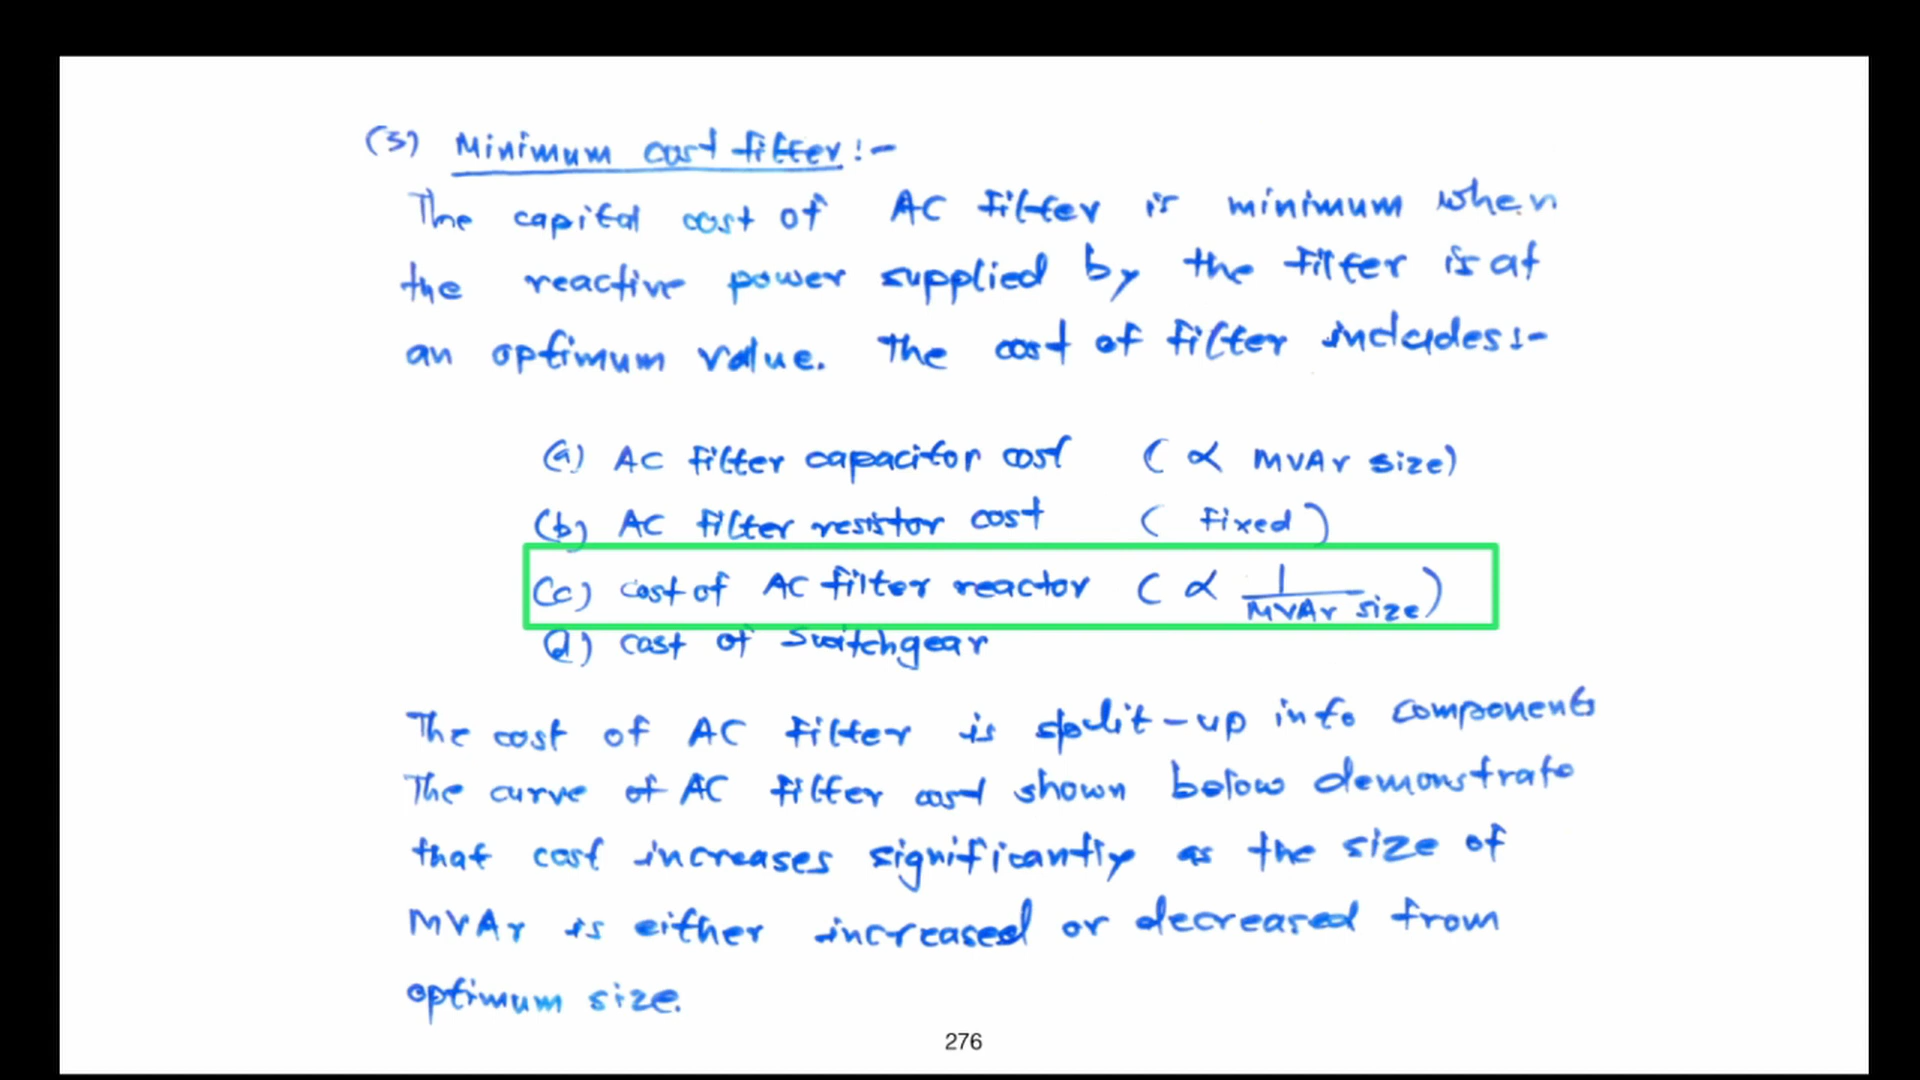 (3) Minimum cost filter :-
The capital cost of AC filter is minimum when
the reactive power supplied by the filter is at
an optimum value. The cost of filter includes :-
(a) AC filter capacitor cost ( ∝ MVAr size)
(b) AC filter resistor cost ( fixed )
(c) cost of AC filter reactor ( ∝ 1/MVAr size )
(d) cost of switchgear
The cost of AC filter is split-up into components
The curve of AC filter cost shown below demonstrate
that cost increases significantly as the size of
MVAr is either increased or decreased from
optimum size.
276